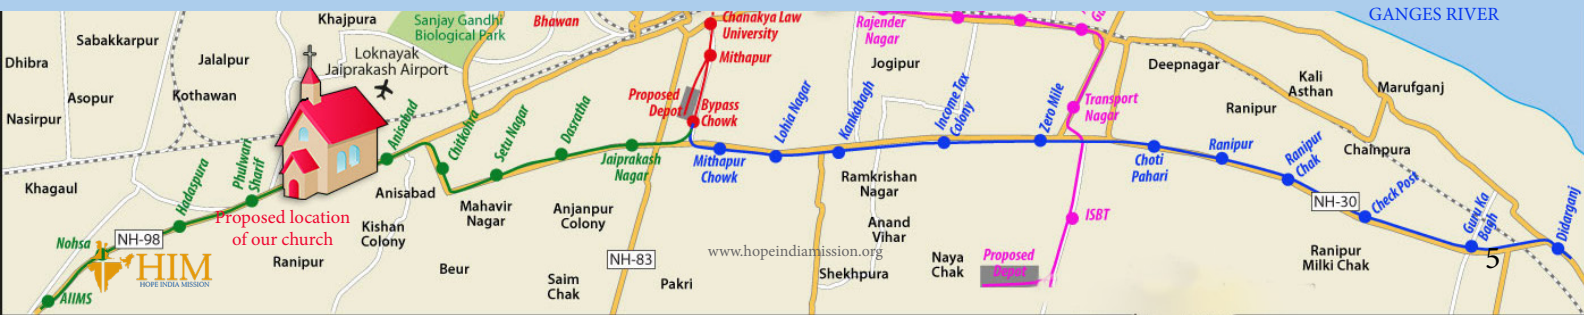 GANGES RIVER
Khajpura
Sanjay Gandhi
Biological Park
Bhawan
Chanakya Law
University
Mithapur
Rajender
Nagar
Sabakkarpur
Dhibra
Jalalpur
Loknayak
Jaiprakash Airport
Jogipur
Deepnagar
Kali
Asthan
Marufganj
Asopur
Kothawan
Nasirpur
Anisabad
Chitkohra
Setu Nagar
Dasratha
Proposed
Depot
Bypass
Chowk
Lohia Nagar
Kankabagh
Income Tax
Colony
Zero Mile
Transport
Nagar
Ranipur
Chainpura
Khagaul
Hadaspura
Phulwari
Sharif
Jaiprakash
Nagar
Mithapur
Chowk
Choti
Pahari
Ranipur
Ranipur
Chak
Anisabad
Mahavir
Nagar
Anjanpur
Colony
Ramkrishan
Nagar
NH-30
Check Post
Guru Ka
Bagh
Didarganj
Proposed location
of our church
Kishan
Colony
Anand
Vihar
ISBT
Nohsa
NH-98
HIM
HOPE INDIA MISSION
Ranipur
Beur
NH-83
www.hopeindiamission.org
Naya
Chak
Proposed
Depot
Ranipur
Milki Chak
5
Saim
Chak
Pakri
Shekhpura
AIIMS